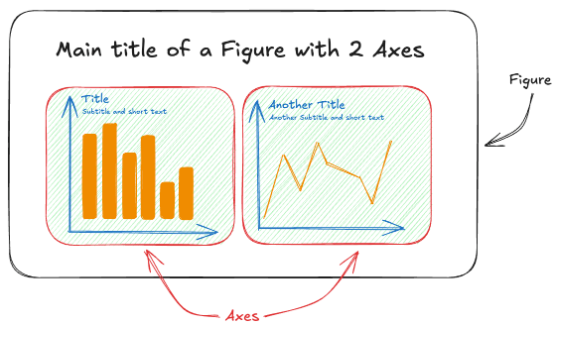 Main title of a Figure with 2 Axes
Figure
Title
Subtitle and short text
Another Title
Another Subtitle and short text
Axes